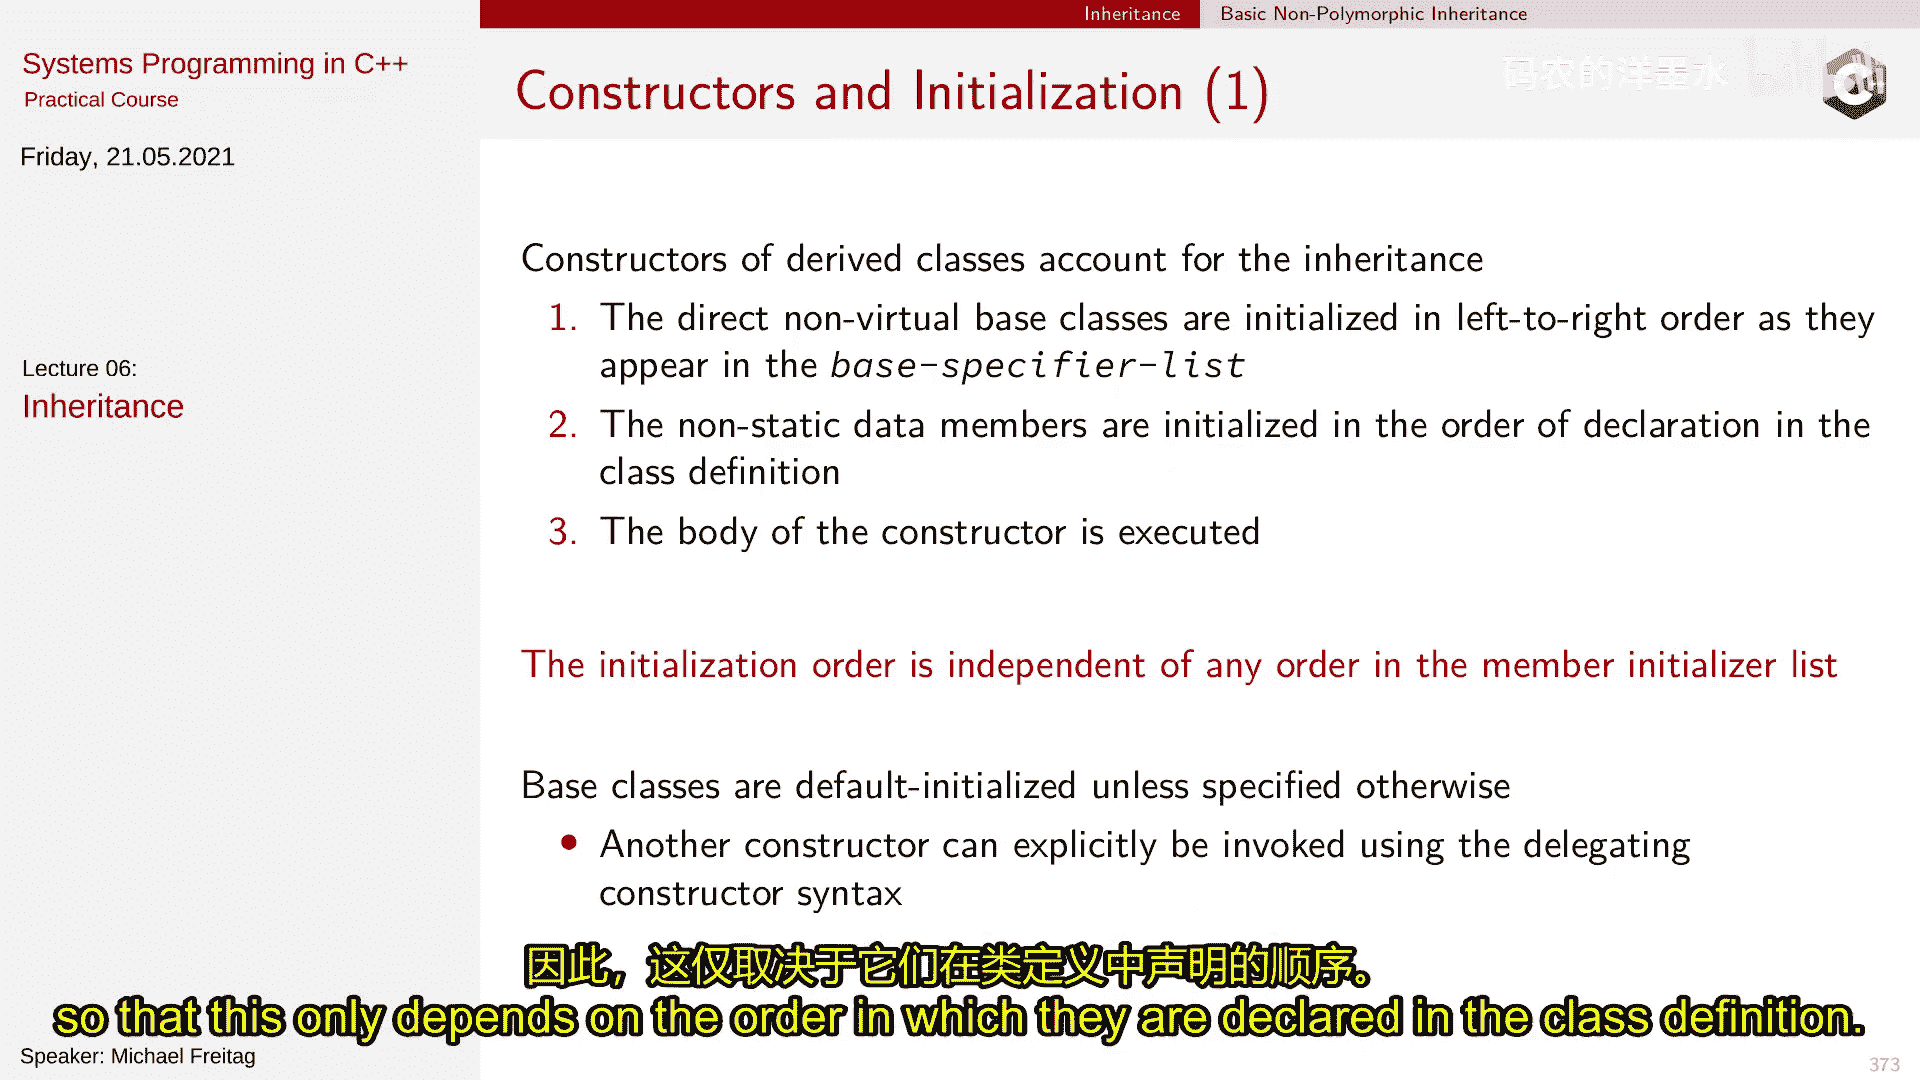 Inheritance
Basic Non-Polymorphic Inheritance
Systems Programming in C++
Practical Course
Friday, 21.05.2021
Lecture 06:
Inheritance
Constructors and Initialization (1)
码农的洋墨水
Constructors of derived classes account for the inheritance
1. The direct non-virtual base classes are initialized in left-to-right order as they
appear in the base-specifier-list
2. The non-static data members are initialized in the order of declaration in the
class definition
3. The body of the constructor is executed
The initialization order is independent of any order in the member initializer list
Base classes are default-initialized unless specified otherwise
• Another constructor can explicitly be invoked using the delegating
constructor syntax
因此，这仅取决于它们在类定义中声明的顺序。
so that this only depends on the order in which they are declared in the class definition.
Speaker: Michael Freitag
373